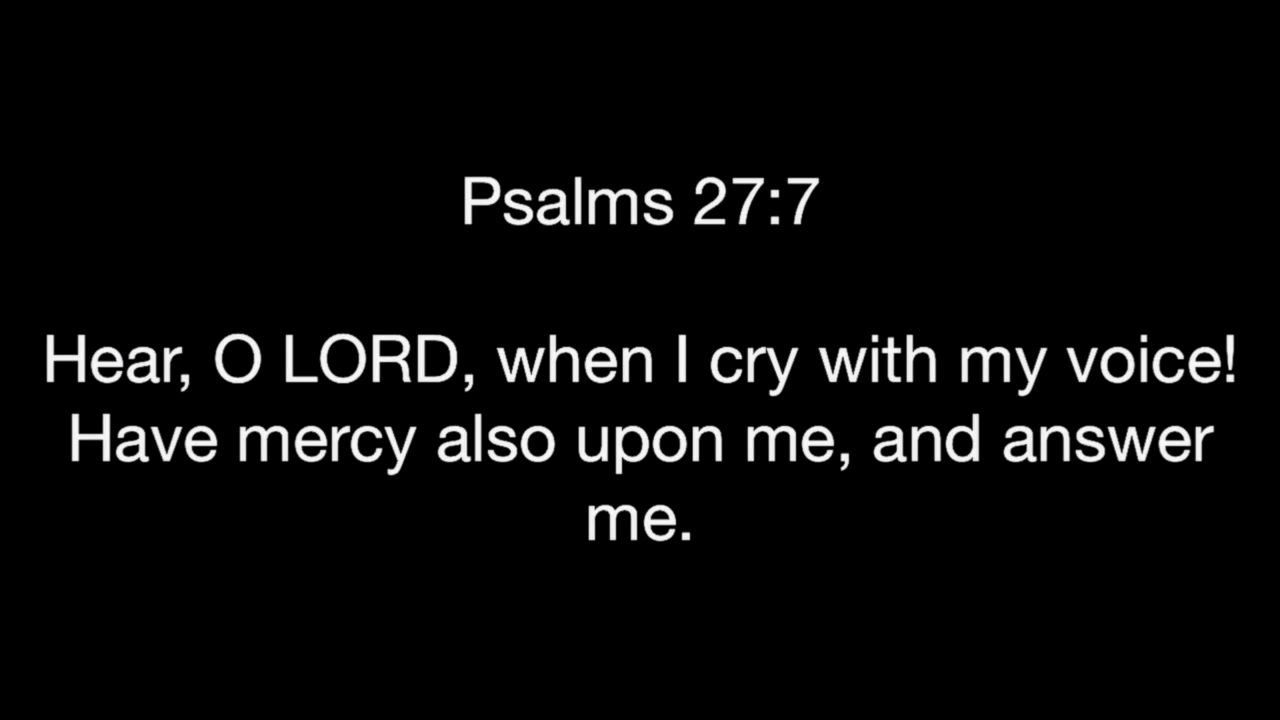 Psalms 27:7
Hear, O LORD, when I cry with my voice!
Have mercy also upon me, and answer
me.